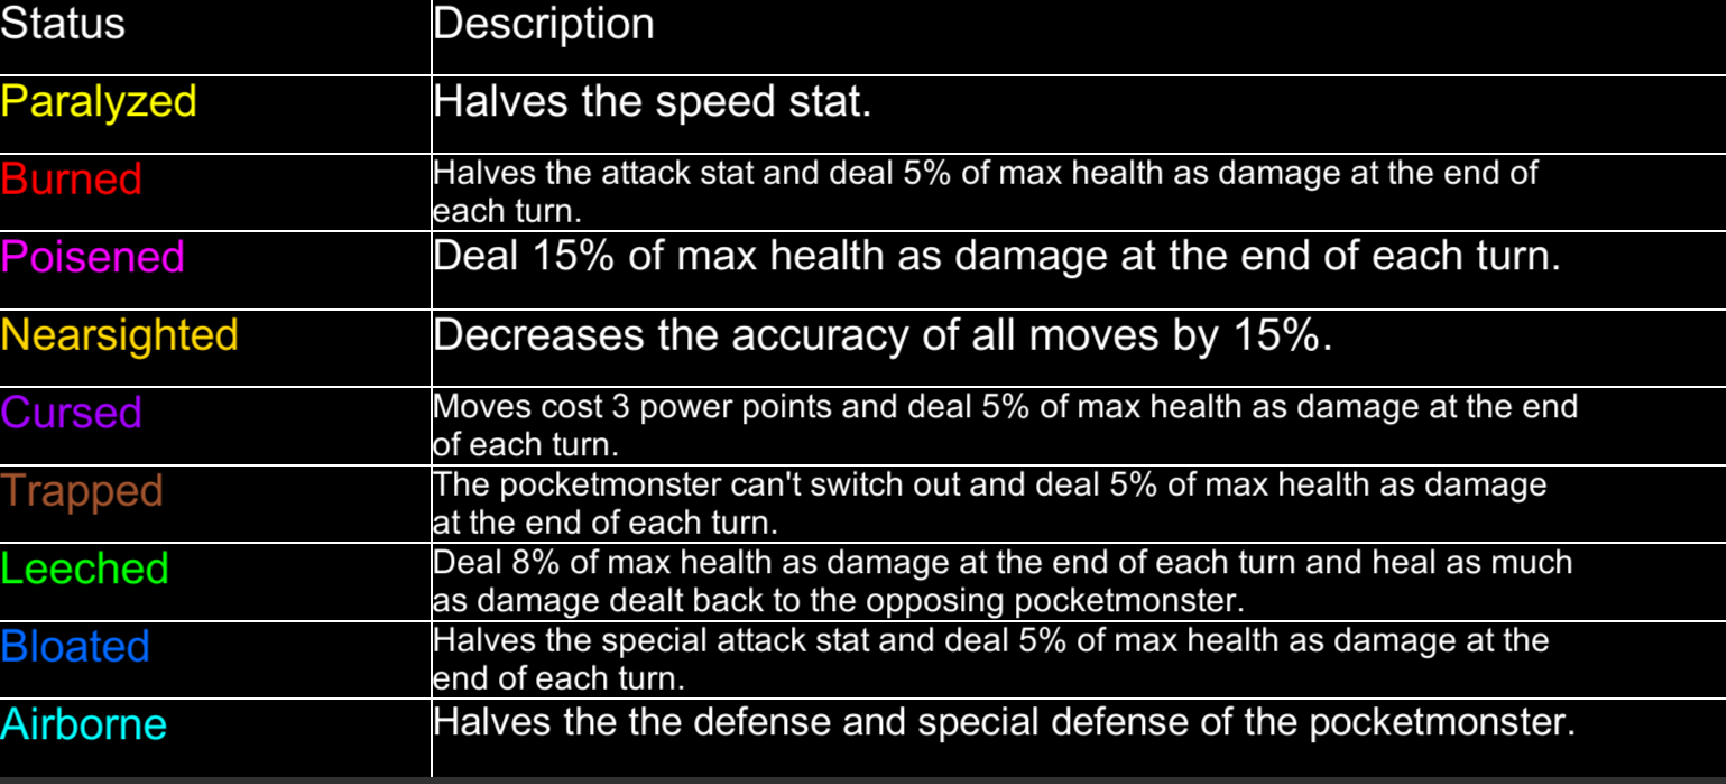 Status Description
Paralyzed Halves the speed stat.
Burned Halves the attack stat and deal 5% of max health as damage at the end of
each turn.
Poisened Deal 15% of max health as damage at the end of each turn.
Nearsighted Decreases the accuracy of all moves by 15%.
Cursed Moves cost 3 power points and deal 5% of max health as damage at the end
of each turn.
Trapped The pocketmonster can't switch out and deal 5% of max health as damage
at the end of each turn.
Leeched Deal 8% of max health as damage at the end of each turn and heal as much
as damage dealt back to the opposing pocketmonster.
Bloated Halves the special attack stat and deal 5% of max health as damage at the
end of each turn.
Airborne Halves the the defense and special defense of the pocketmonster.